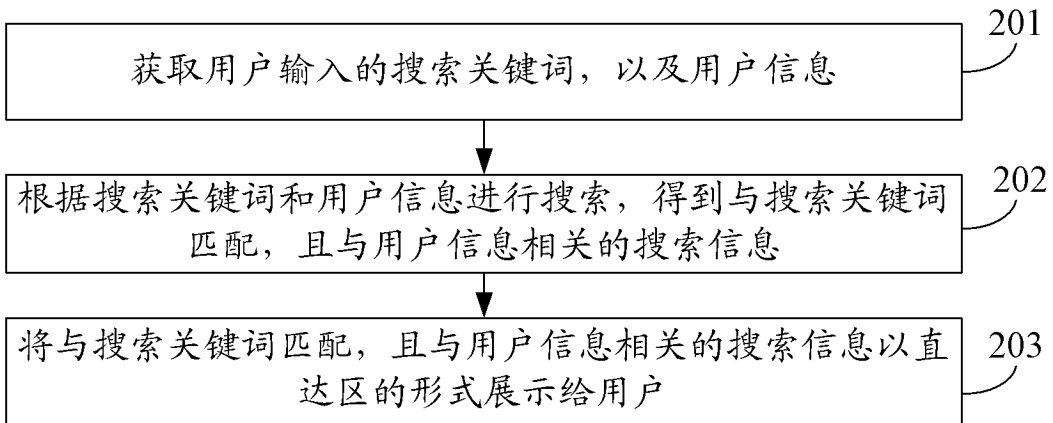 201
获取用户输入的搜索关键词，以及用户信息
202
根据搜索关键词和用户信息进行搜索，得到与搜索关键词
匹配，且与用户信息相关的搜索信息
203
将与搜索关键词匹配，且与用户信息相关的搜索信息以直
达区的形式展示给用户